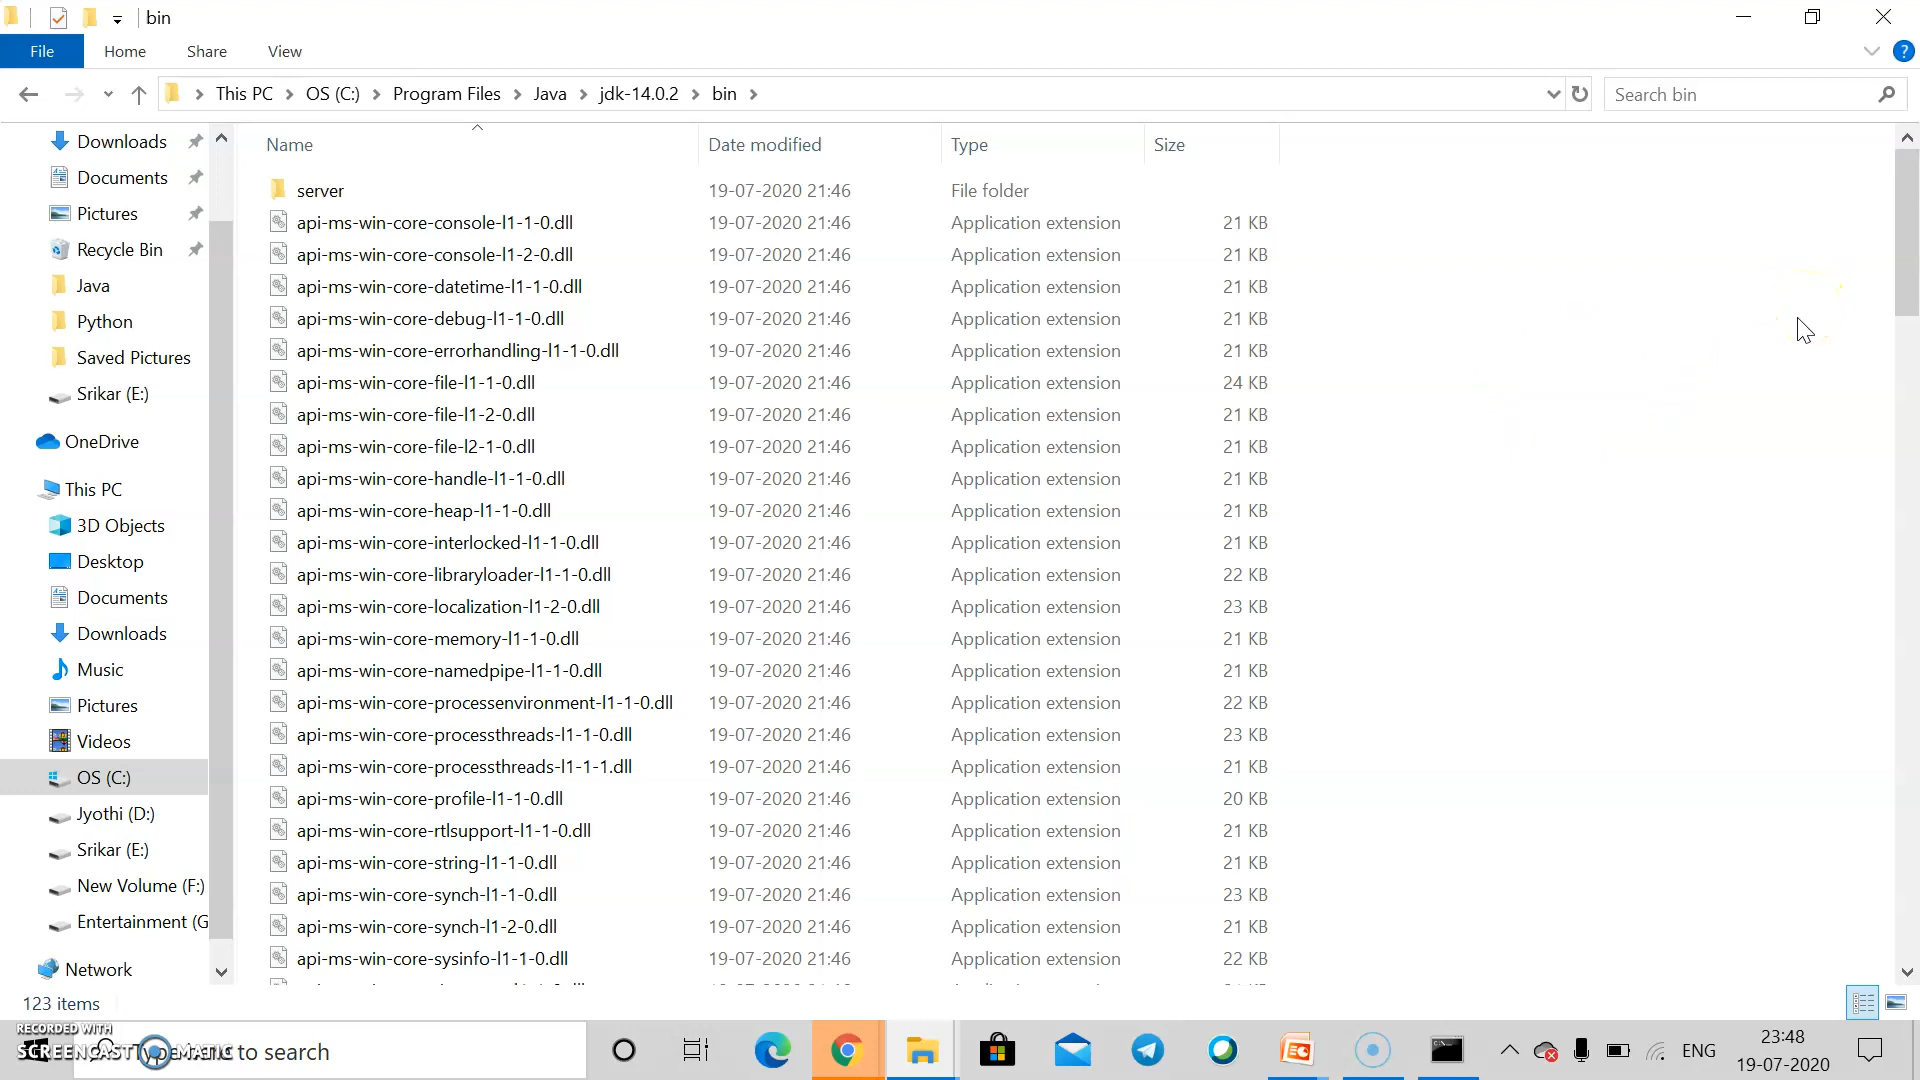 bin
File Home Share View
This PC OS (C:) Program Files Java jdk-14.0.2 bin
Search bin
Downloads
Documents
Pictures
Recycle Bin
Java
Python
Saved Pictures
Srikar (E:)
OneDrive
This PC
3D Objects
Desktop
Documents
Downloads
Music
Pictures
Videos
OS (C:)
Jyothi (D:)
Srikar (E:)
New Volume (F:)
Entertainment (G
Network
Name Date modified Type Size
server 19-07-2020 21:46 File folder
api-ms-win-core-console-l1-1-0.dll 19-07-2020 21:46 Application extension 21 KB
api-ms-win-core-console-l1-2-0.dll 19-07-2020 21:46 Application extension 21 KB
api-ms-win-core-datetime-l1-1-0.dll 19-07-2020 21:46 Application extension 21 KB
api-ms-win-core-debug-l1-1-0.dll 19-07-2020 21:46 Application extension 21 KB
api-ms-win-core-errorhandling-l1-1-0.dll 19-07-2020 21:46 Application extension 21 KB
api-ms-win-core-file-l1-1-0.dll 19-07-2020 21:46 Application extension 24 KB
api-ms-win-core-file-l1-2-0.dll 19-07-2020 21:46 Application extension 21 KB
api-ms-win-core-file-l2-1-0.dll 19-07-2020 21:46 Application extension 21 KB
api-ms-win-core-handle-l1-1-0.dll 19-07-2020 21:46 Application extension 21 KB
api-ms-win-core-heap-l1-1-0.dll 19-07-2020 21:46 Application extension 21 KB
api-ms-win-core-interlocked-l1-1-0.dll 19-07-2020 21:46 Application extension 21 KB
api-ms-win-core-libraryloader-l1-1-0.dll 19-07-2020 21:46 Application extension 22 KB
api-ms-win-core-localization-l1-2-0.dll 19-07-2020 21:46 Application extension 23 KB
api-ms-win-core-memory-l1-1-0.dll 19-07-2020 21:46 Application extension 21 KB
api-ms-win-core-namedpipe-l1-1-0.dll 19-07-2020 21:46 Application extension 21 KB
api-ms-win-core-processenvironment-l1-1-0.dll 19-07-2020 21:46 Application extension 22 KB
api-ms-win-core-processthreads-l1-1-0.dll 19-07-2020 21:46 Application extension 23 KB
api-ms-win-core-processthreads-l1-1-1.dll 19-07-2020 21:46 Application extension 21 KB
api-ms-win-core-profile-l1-1-0.dll 19-07-2020 21:46 Application extension 20 KB
api-ms-win-core-rtlsupport-l1-1-0.dll 19-07-2020 21:46 Application extension 21 KB
api-ms-win-core-string-l1-1-0.dll 19-07-2020 21:46 Application extension 21 KB
api-ms-win-core-synch-l1-1-0.dll 19-07-2020 21:46 Application extension 23 KB
api-ms-win-core-synch-l1-2-0.dll 19-07-2020 21:46 Application extension 21 KB
api-ms-win-core-sysinfo-l1-1-0.dll 19-07-2020 21:46 Application extension 22 KB
123 items
RECORDED WITH
SCREENCAST MATIC
to search
ENG
23:48
19-07-2020